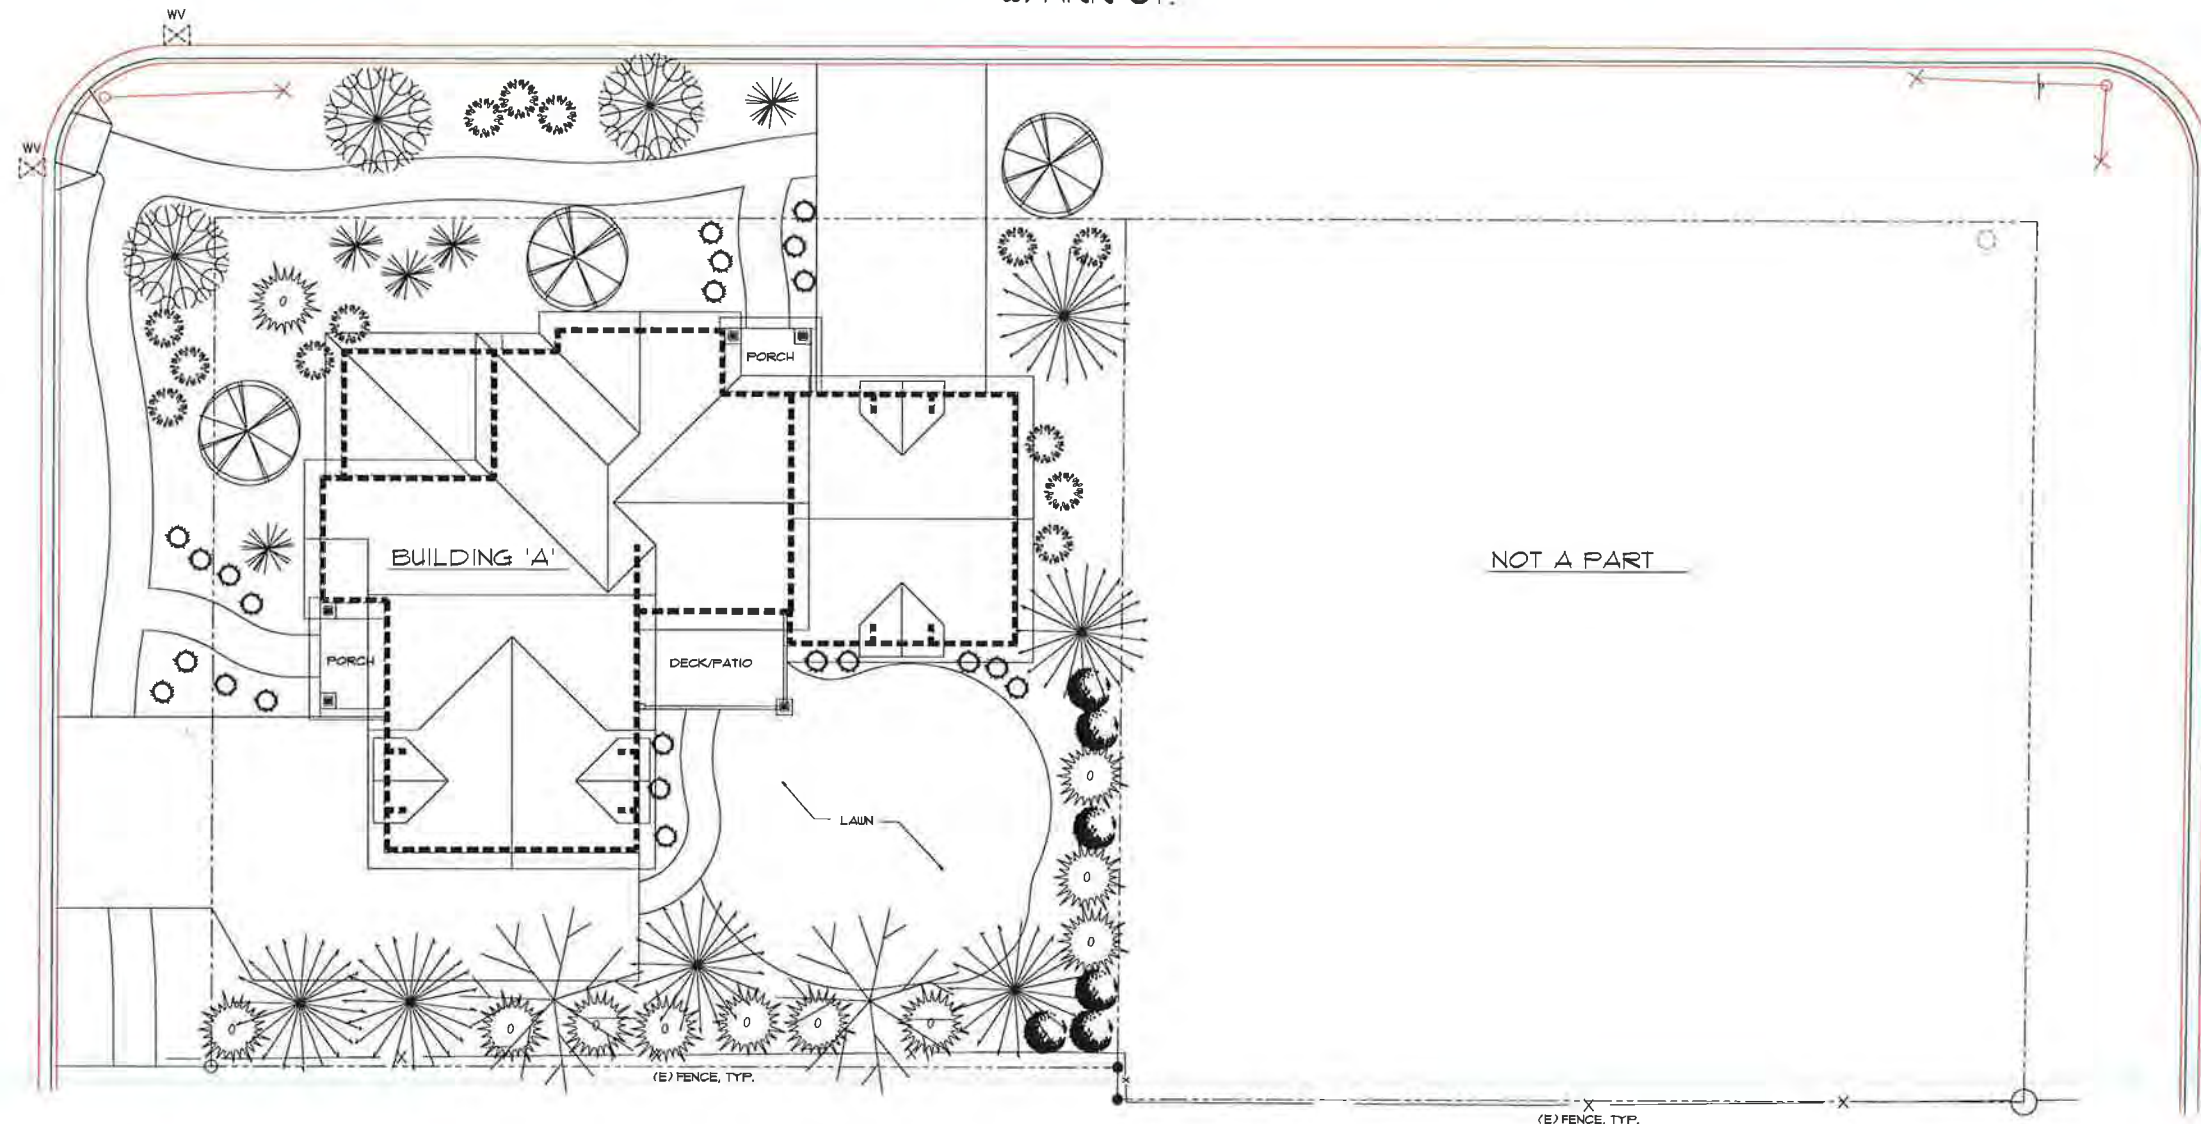 WV
WV
PORCH
BUILDING 'A'
NOT A PART
PORCH
DECK/PATIO
LAWN
(E) FENCE, TYP.
(E) FENCE, TYP.